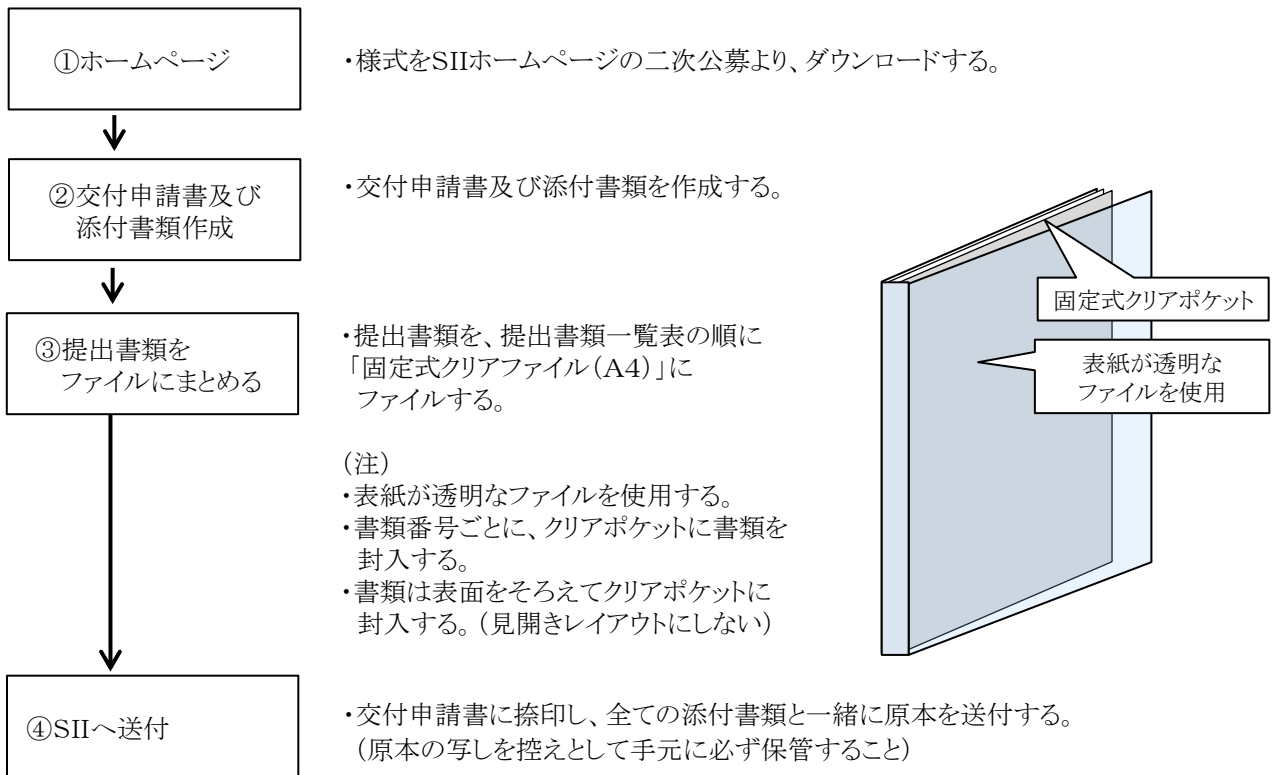 ①ホームページ
・様式をSIIホームページの二次公募より、ダウンロードする。
②交付申請書及び
添付書類作成
・交付申請書及び添付書類を作成する。
③提出書類を
ファイルにまとめる
・提出書類を、提出書類一覧表の順に
「固定式クリアファイル(A4)」に
ファイルする。
(注)
・表紙が透明なファイルを使用する。
・書類番号ごとに、クリアポケットに書類を
封入する。
・書類は表面をそろえてクリアポケットに
封入する。(見開きレイアウトにしない)
固定式クリアポケット
表紙が透明な
ファイルを使用
④SIIへ送付
・交付申請書に捺印し、全ての添付書類と一緒に原本を送付する。
(原本の写しを控えとして手元に必ず保管すること)